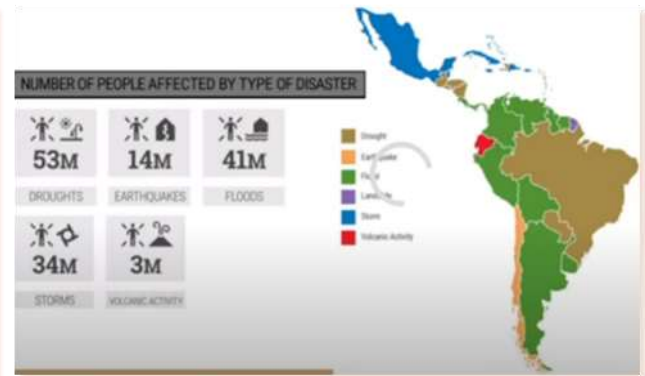 NUMBER OF PEOPLE AFFECTED BY TYPE OF DISASTER
53M
14M
41M
DROUGHTS
EARTHQUAKES
FLOODS
34M
3M
STORMS
VOLCANIC ACTIVITY
Drought
Earthquake
Flood
Storm
Volcanic Activity